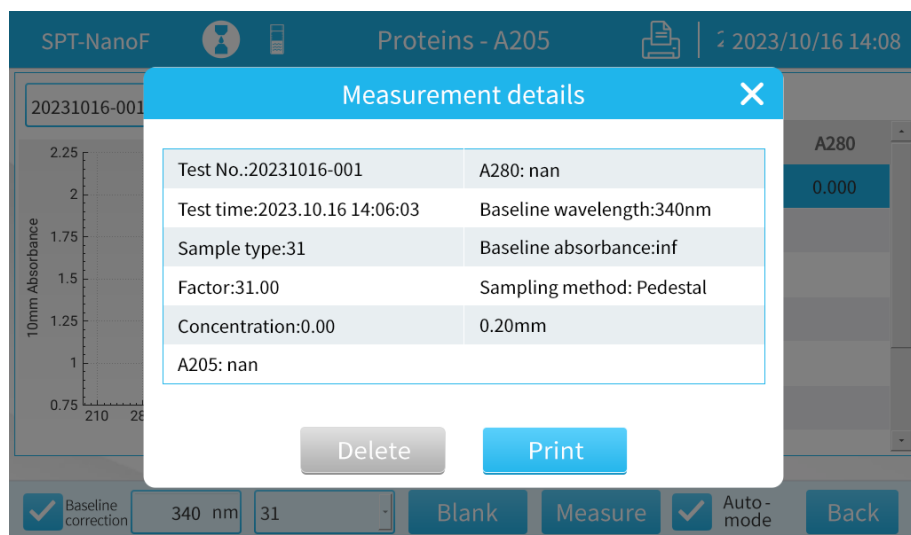 SPT-NanoF
Proteins - A205
2023/10/16 14:08
20231016-001
Measurement details
Test No.:20231016-001
A280: nan
Test time:2023.10.16 14:06:03
Baseline wavelength:340nm
Sample type:31
Baseline absorbance:inf
Factor:31.00
Sampling method: Pedestal
Concentration:0.00
0.20mm
A205: nan
Delete
Print
A280
0.000
10mm Absorbance
2.25
2
1.75
1.5
1.25
1
0.75
210
Baseline
correction
340 nm
31
Blank
Measure
Auto-
mode
Back